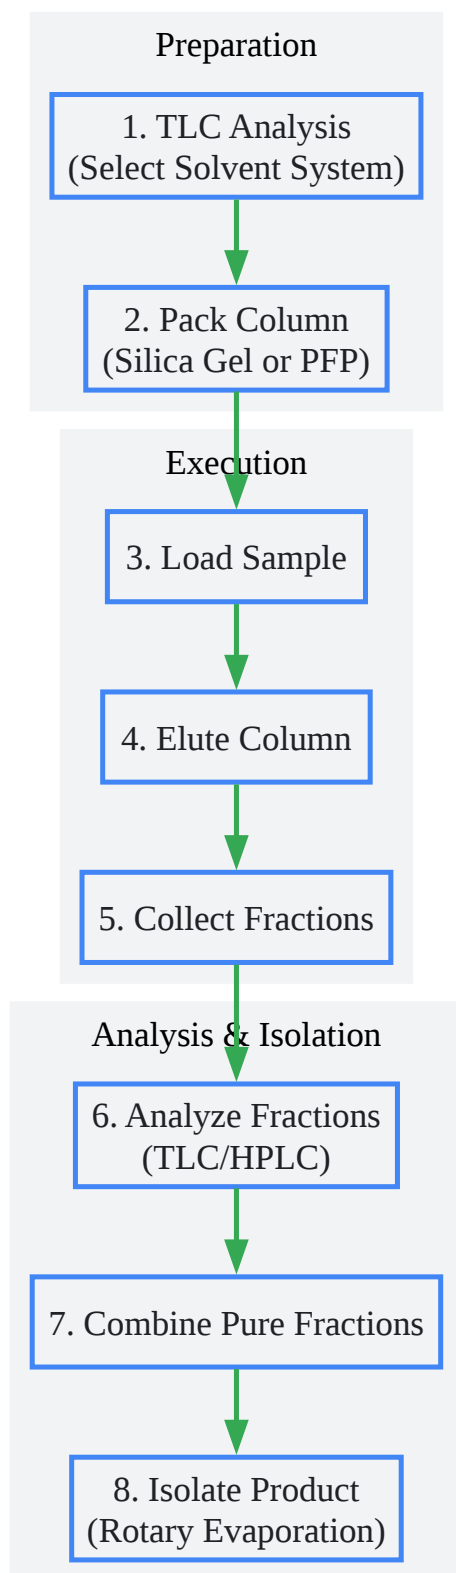 Preparation
1. TLC Analysis
(Select Solvent System)
2. Pack Column
(Silica Gel or PFP)
Execution
3. Load Sample
4. Elute Column
5. Collect Fractions
Analysis & Isolation
6. Analyze Fractions
(TLC/HPLC)
7. Combine Pure Fractions
8. Isolate Product
(Rotary Evaporation)